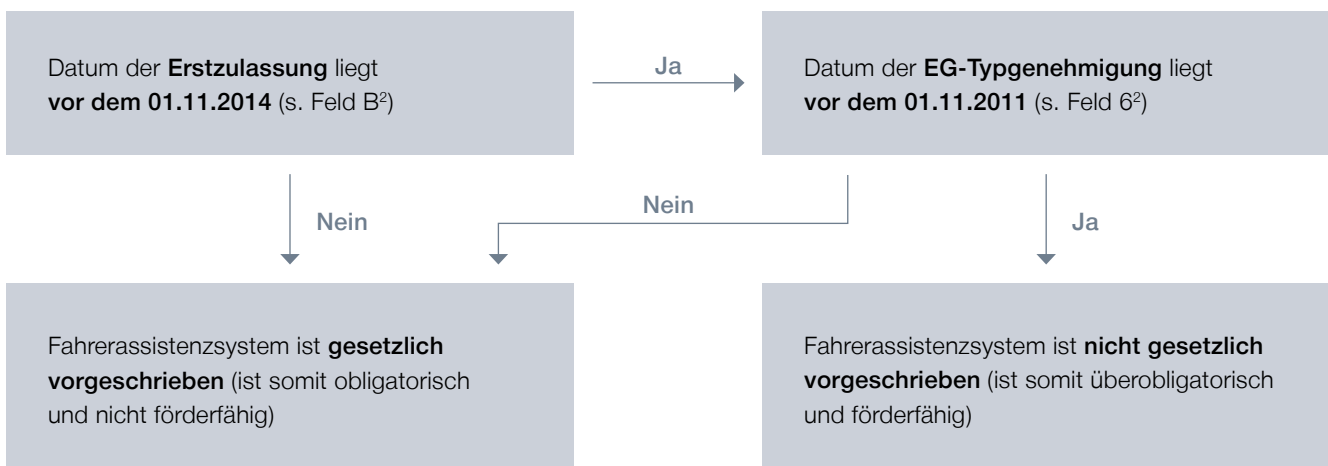 Datum der Erstzulassung liegt
vor dem 01.11.2014 (s. Feld B²)
Ja
Datum der EG-Typgenehmigung liegt
vor dem 01.11.2011 (s. Feld 6²)
Nein
Nein
Ja
Fahrerassistenzsystem ist gesetzlich
vorgeschrieben (ist somit obligatorisch
und nicht förderfähig)
Fahrerassistenzsystem ist nicht gesetzlich
vorgeschrieben (ist somit überobligatorisch
und förderfähig)